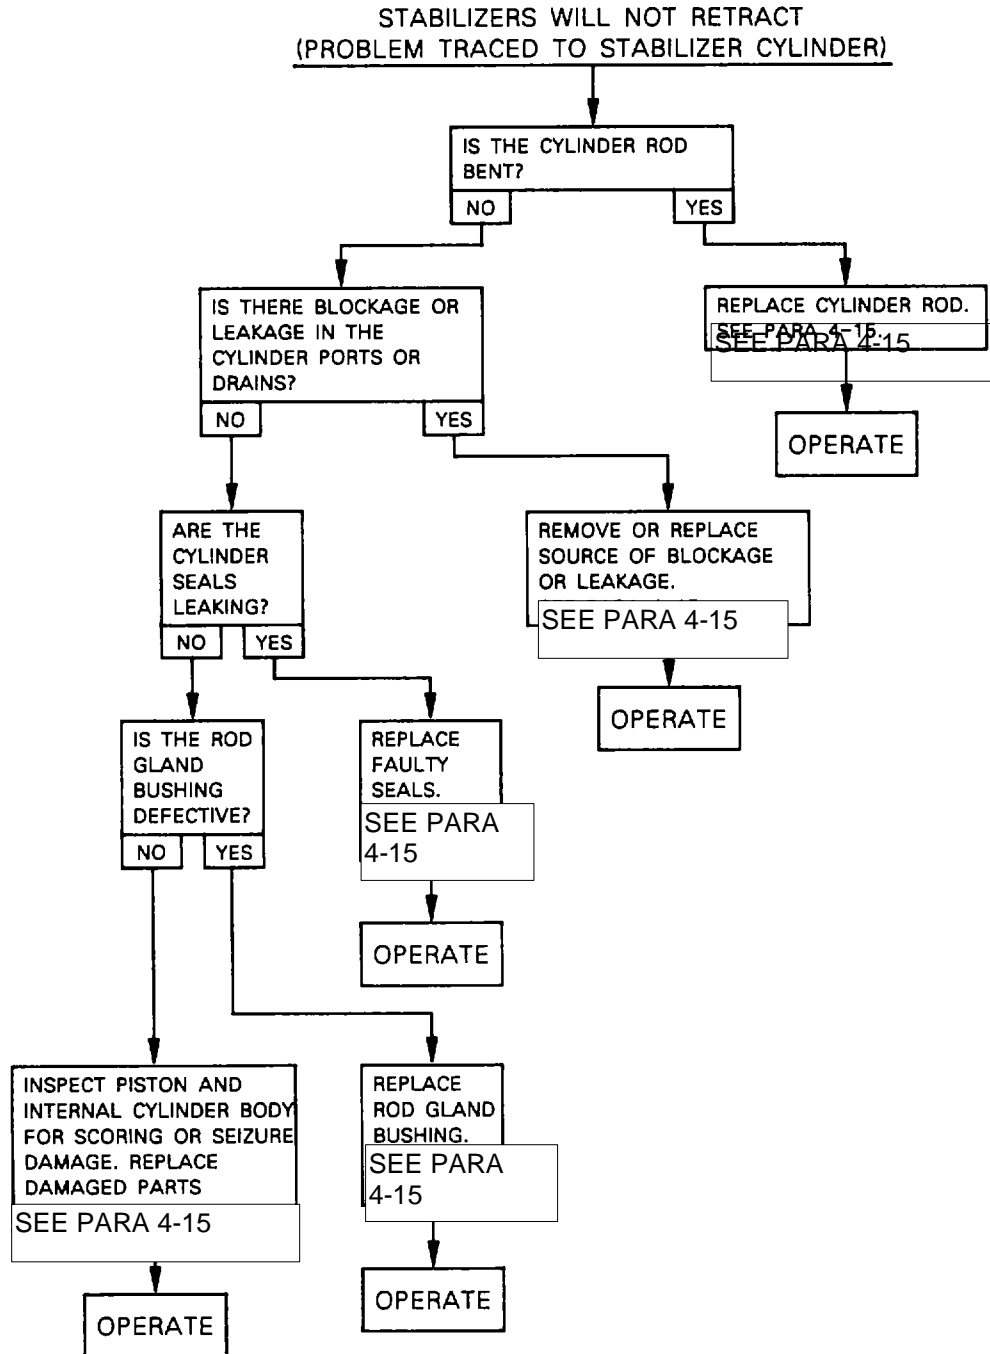 STABILIZERS WILL NOT RETRACT
(PROBLEM TRACED TO STABILIZER CYLINDER)
IS THE CYLINDER ROD
BENT?
NO
YES
IS THERE BLOCKAGE OR
LEAKAGE IN THE
CYLINDER PORTS OR
DRAINS?
NO
YES
REPLACE CYLINDER ROD.
SEE PARA 4-15.
SEE PARA 4-15
OPERATE
ARE THE
CYLINDER
SEALS
LEAKING?
NO
YES
REMOVE OR REPLACE
SOURCE OF BLOCKAGE
OR LEAKAGE.
SEE PARA 4-15
OPERATE
IS THE ROD
GLAND
BUSHING
DEFECTIVE?
NO
YES
REPLACE
FAULTY
SEALS.
SEE PARA
4-15
OPERATE
INSPECT PISTON AND
INTERNAL CYLINDER BODY
FOR SCORING OR SEIZURE
DAMAGE. REPLACE
DAMAGED PARTS
SEE PARA 4-15
OPERATE
REPLACE
ROD GLAND
BUSHING.
SEE PARA
4-15
OPERATE